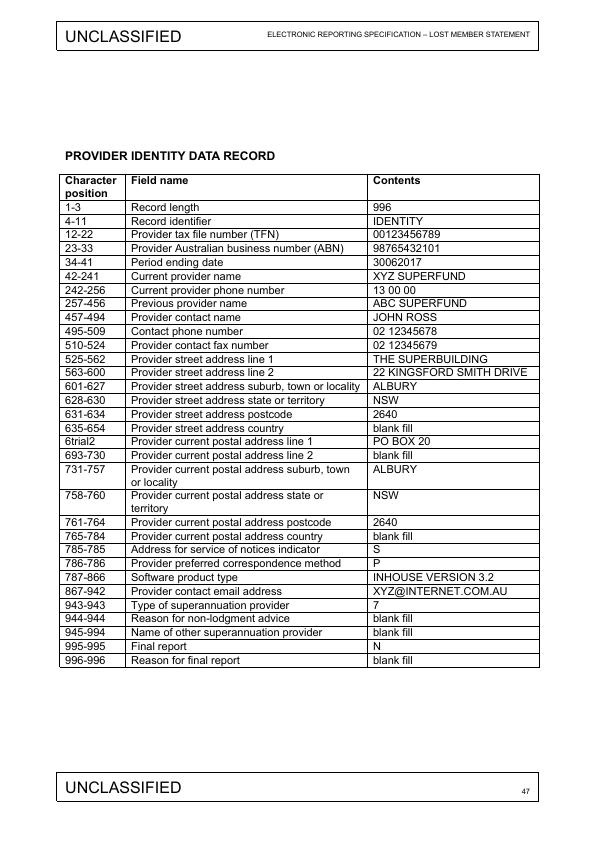 UNCLASSIFIED
ELECTRONIC REPORTING SPECIFICATION – LOST MEMBER STATEMENT
PROVIDER IDENTITY DATA RECORD
Character position Field name Contents
1-3 Record length 996
4-11 Record identifier IDENTITY
12-22 Provider tax file number (TFN) 00123456789
23-33 Provider Australian business number (ABN) 98765432101
34-41 Period ending date 30062017
42-241 Current provider name XYZ SUPERFUND
242-256 Current provider phone number 13 00 00
257-456 Previous provider name ABC SUPERFUND
457-494 Provider contact name JOHN ROSS
495-509 Contact phone number 02 12345678
510-524 Provider contact fax number 02 12345679
525-562 Provider street address line 1 THE SUPERBUILDING
563-600 Provider street address line 2 22 KINGSFORD SMITH DRIVE
601-627 Provider street address suburb, town or locality ALBURY
628-630 Provider street address state or territory NSW
631-634 Provider street address postcode 2640
635-654 Provider street address country blank fill
6trial2 Provider current postal address line 1 PO BOX 20
693-730 Provider current postal address line 2 blank fill
731-757 Provider current postal address suburb, town or locality ALBURY
758-760 Provider current postal address state or territory NSW
761-764 Provider current postal address postcode 2640
765-784 Provider current postal address country blank fill
785-785 Address for service of notices indicator S
786-786 Provider preferred correspondence method P
787-866 Software product type INHOUSE VERSION 3.2
867-942 Provider contact email address XYZ@INTERNET.COM.AU
943-943 Type of superannuation provider 7
944-944 Reason for non-lodgment advice blank fill
945-994 Name of other superannuation provider blank fill
995-995 Final report N
996-996 Reason for final report blank fill
UNCLASSIFIED
47